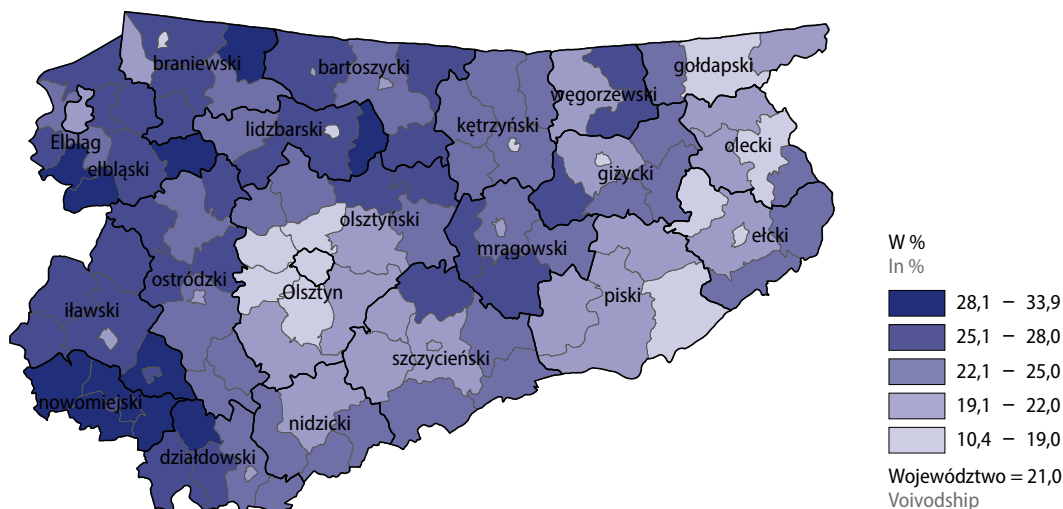 gołdapski
braniewski
bartoszycki
węgorzewski
lidzbarski
kętrzyński
Elbląg
olecki
elbląski
giżycki
olsztyński
ełcki
mrągowski
ostródzki
Olsztyn
piski
iławski
szczycieński
nowomiejski
nidzicki
działdowski
W %
In %
28,1 – 33,9
25,1 – 28,0
22,1 – 25,0
19,1 – 22,0
10,4 – 19,0
Województwo = 21,0
Voivodship